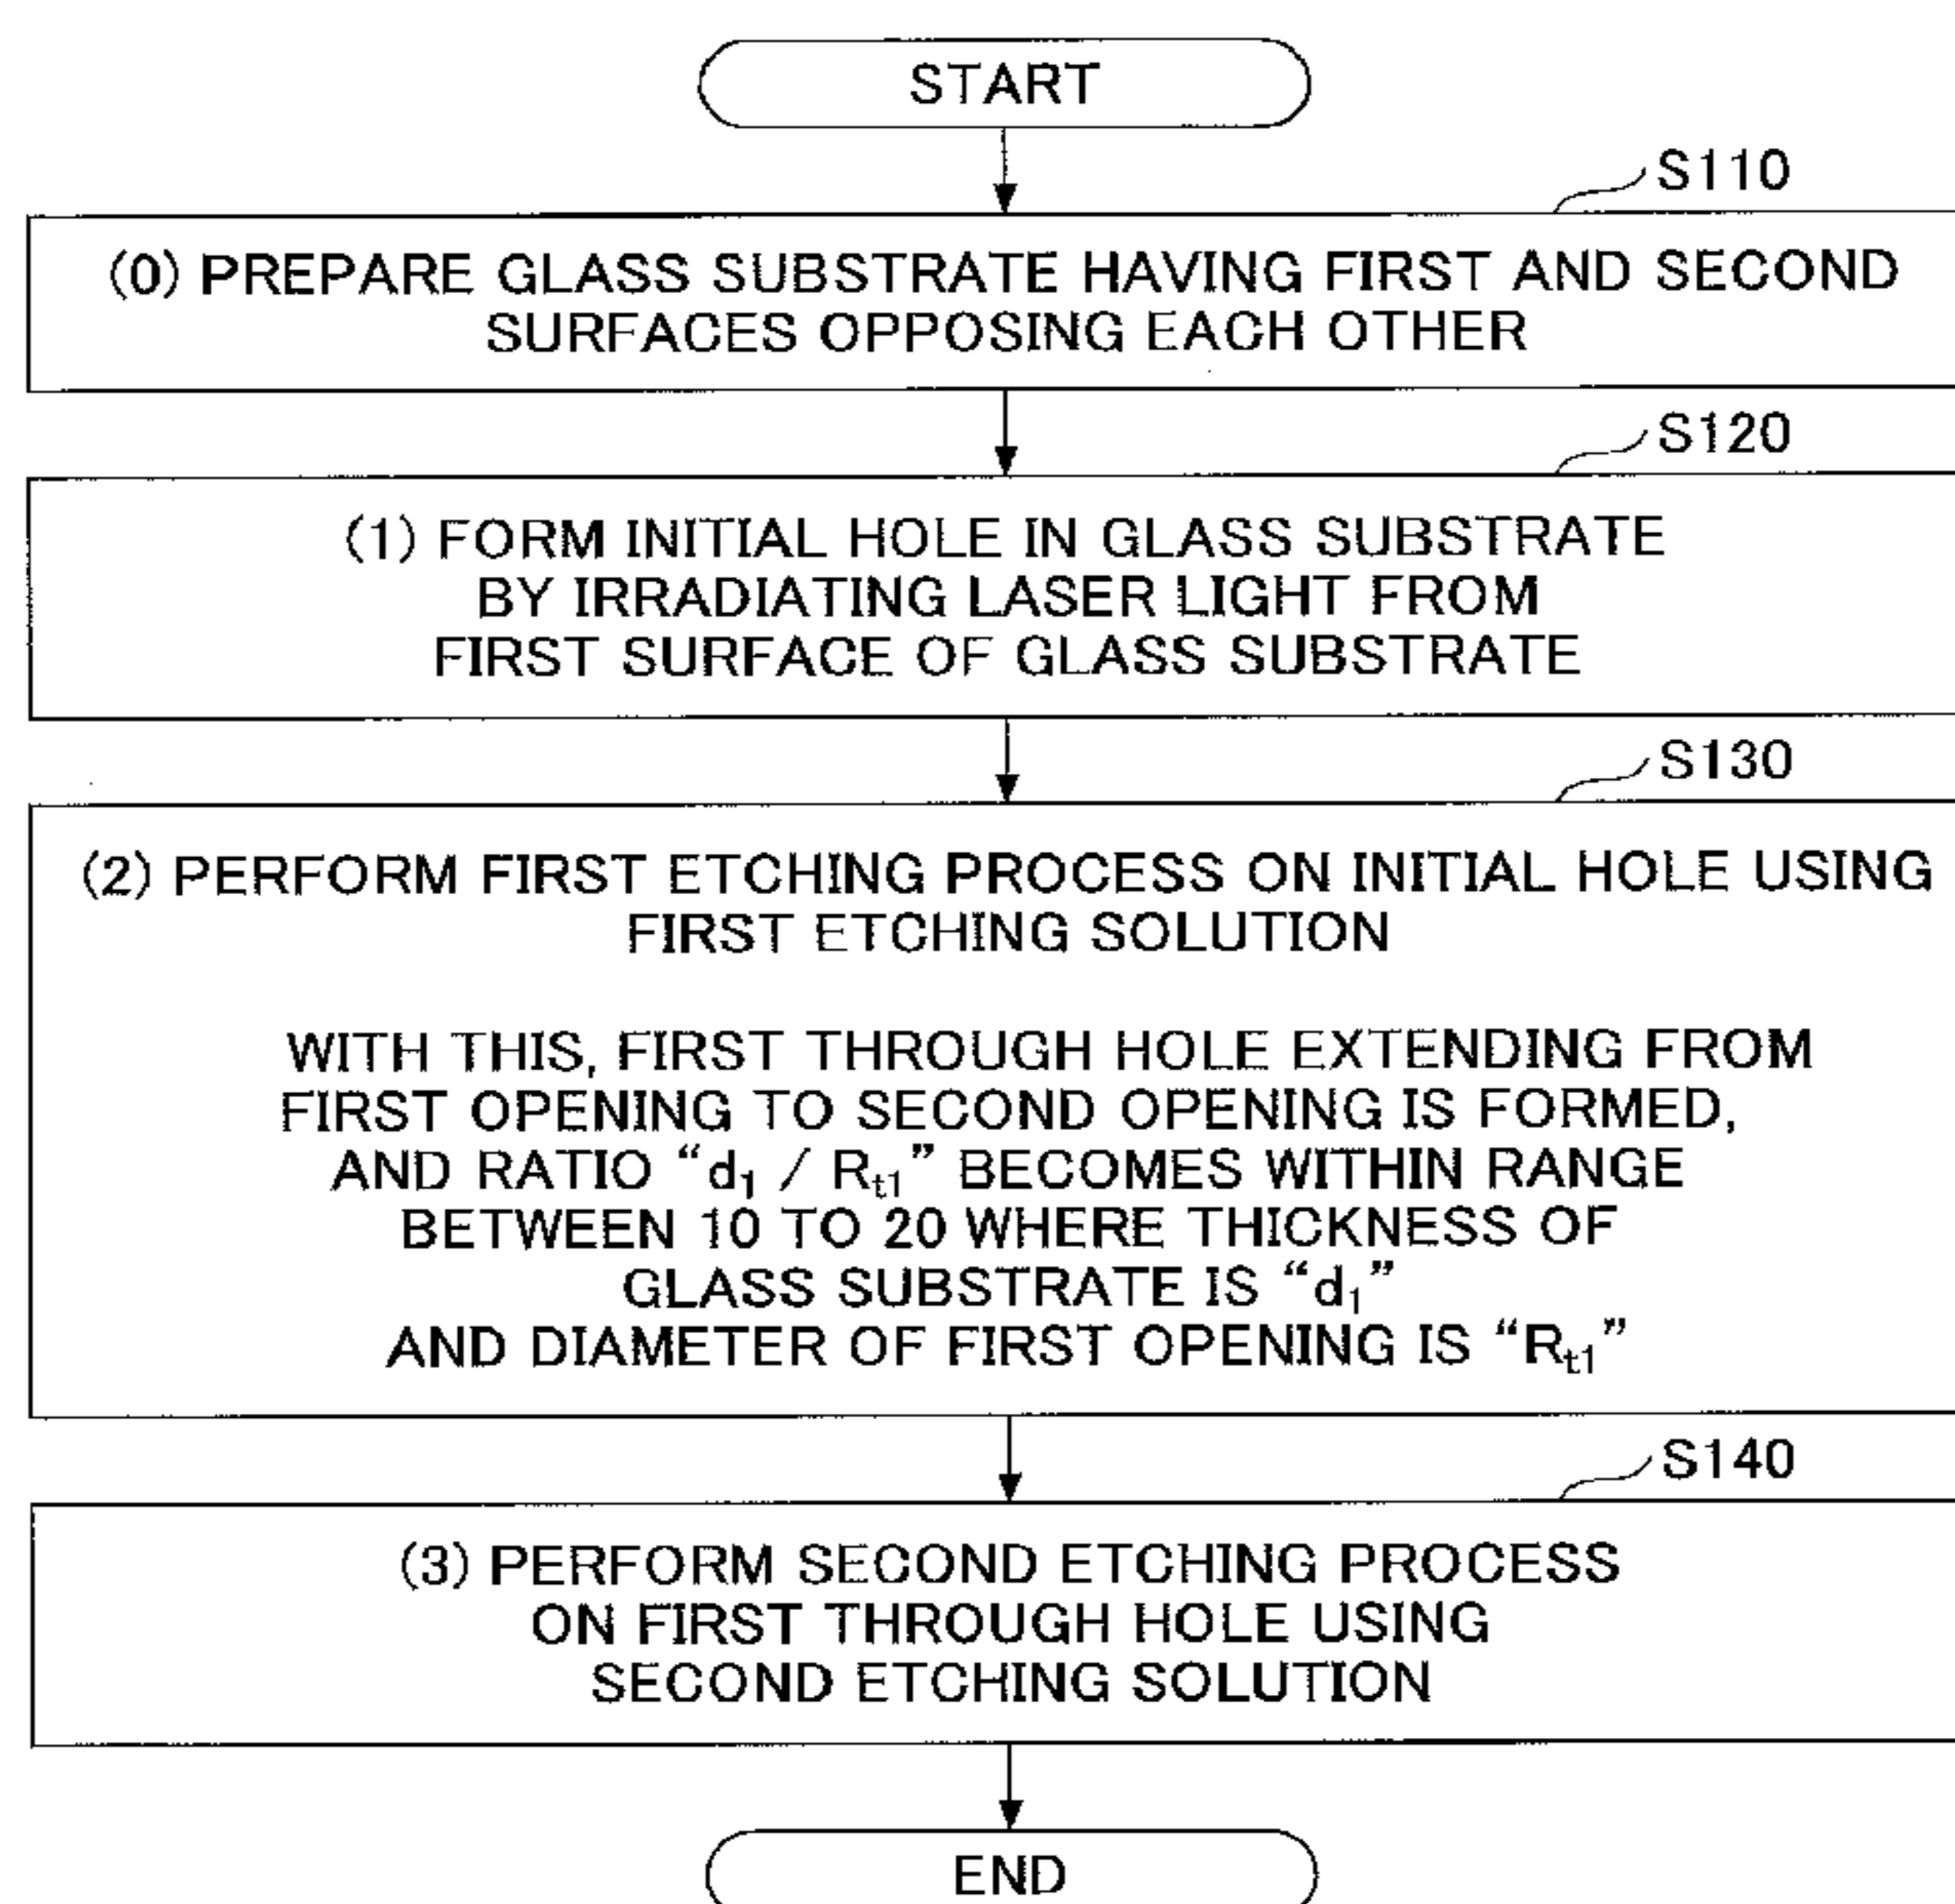 START
S110
(0) PREPARE GLASS SUBSTRATE HAVING FIRST AND SECOND
SURFACES OPPOSING EACH OTHER
S120
(1) FORM INITIAL HOLE IN GLASS SUBSTRATE
BY IRRADIATING LASER LIGHT FROM
FIRST SURFACE OF GLASS SUBSTRATE
S130
(2) PERFORM FIRST ETCHING PROCESS ON INITIAL HOLE USING
FIRST ETCHING SOLUTION
WITH THIS, FIRST THROUGH HOLE EXTENDING FROM
FIRST OPENING TO SECOND OPENING IS FORMED,
AND RATIO “d₁ / Rₜ₁” BECOMES WITHIN RANGE
BETWEEN 10 TO 20 WHERE THICKNESS OF
GLASS SUBSTRATE IS “d₁”
AND DIAMETER OF FIRST OPENING IS “Rₜ₁”
S140
(3) PERFORM SECOND ETCHING PROCESS
ON FIRST THROUGH HOLE USING
SECOND ETCHING SOLUTION
END